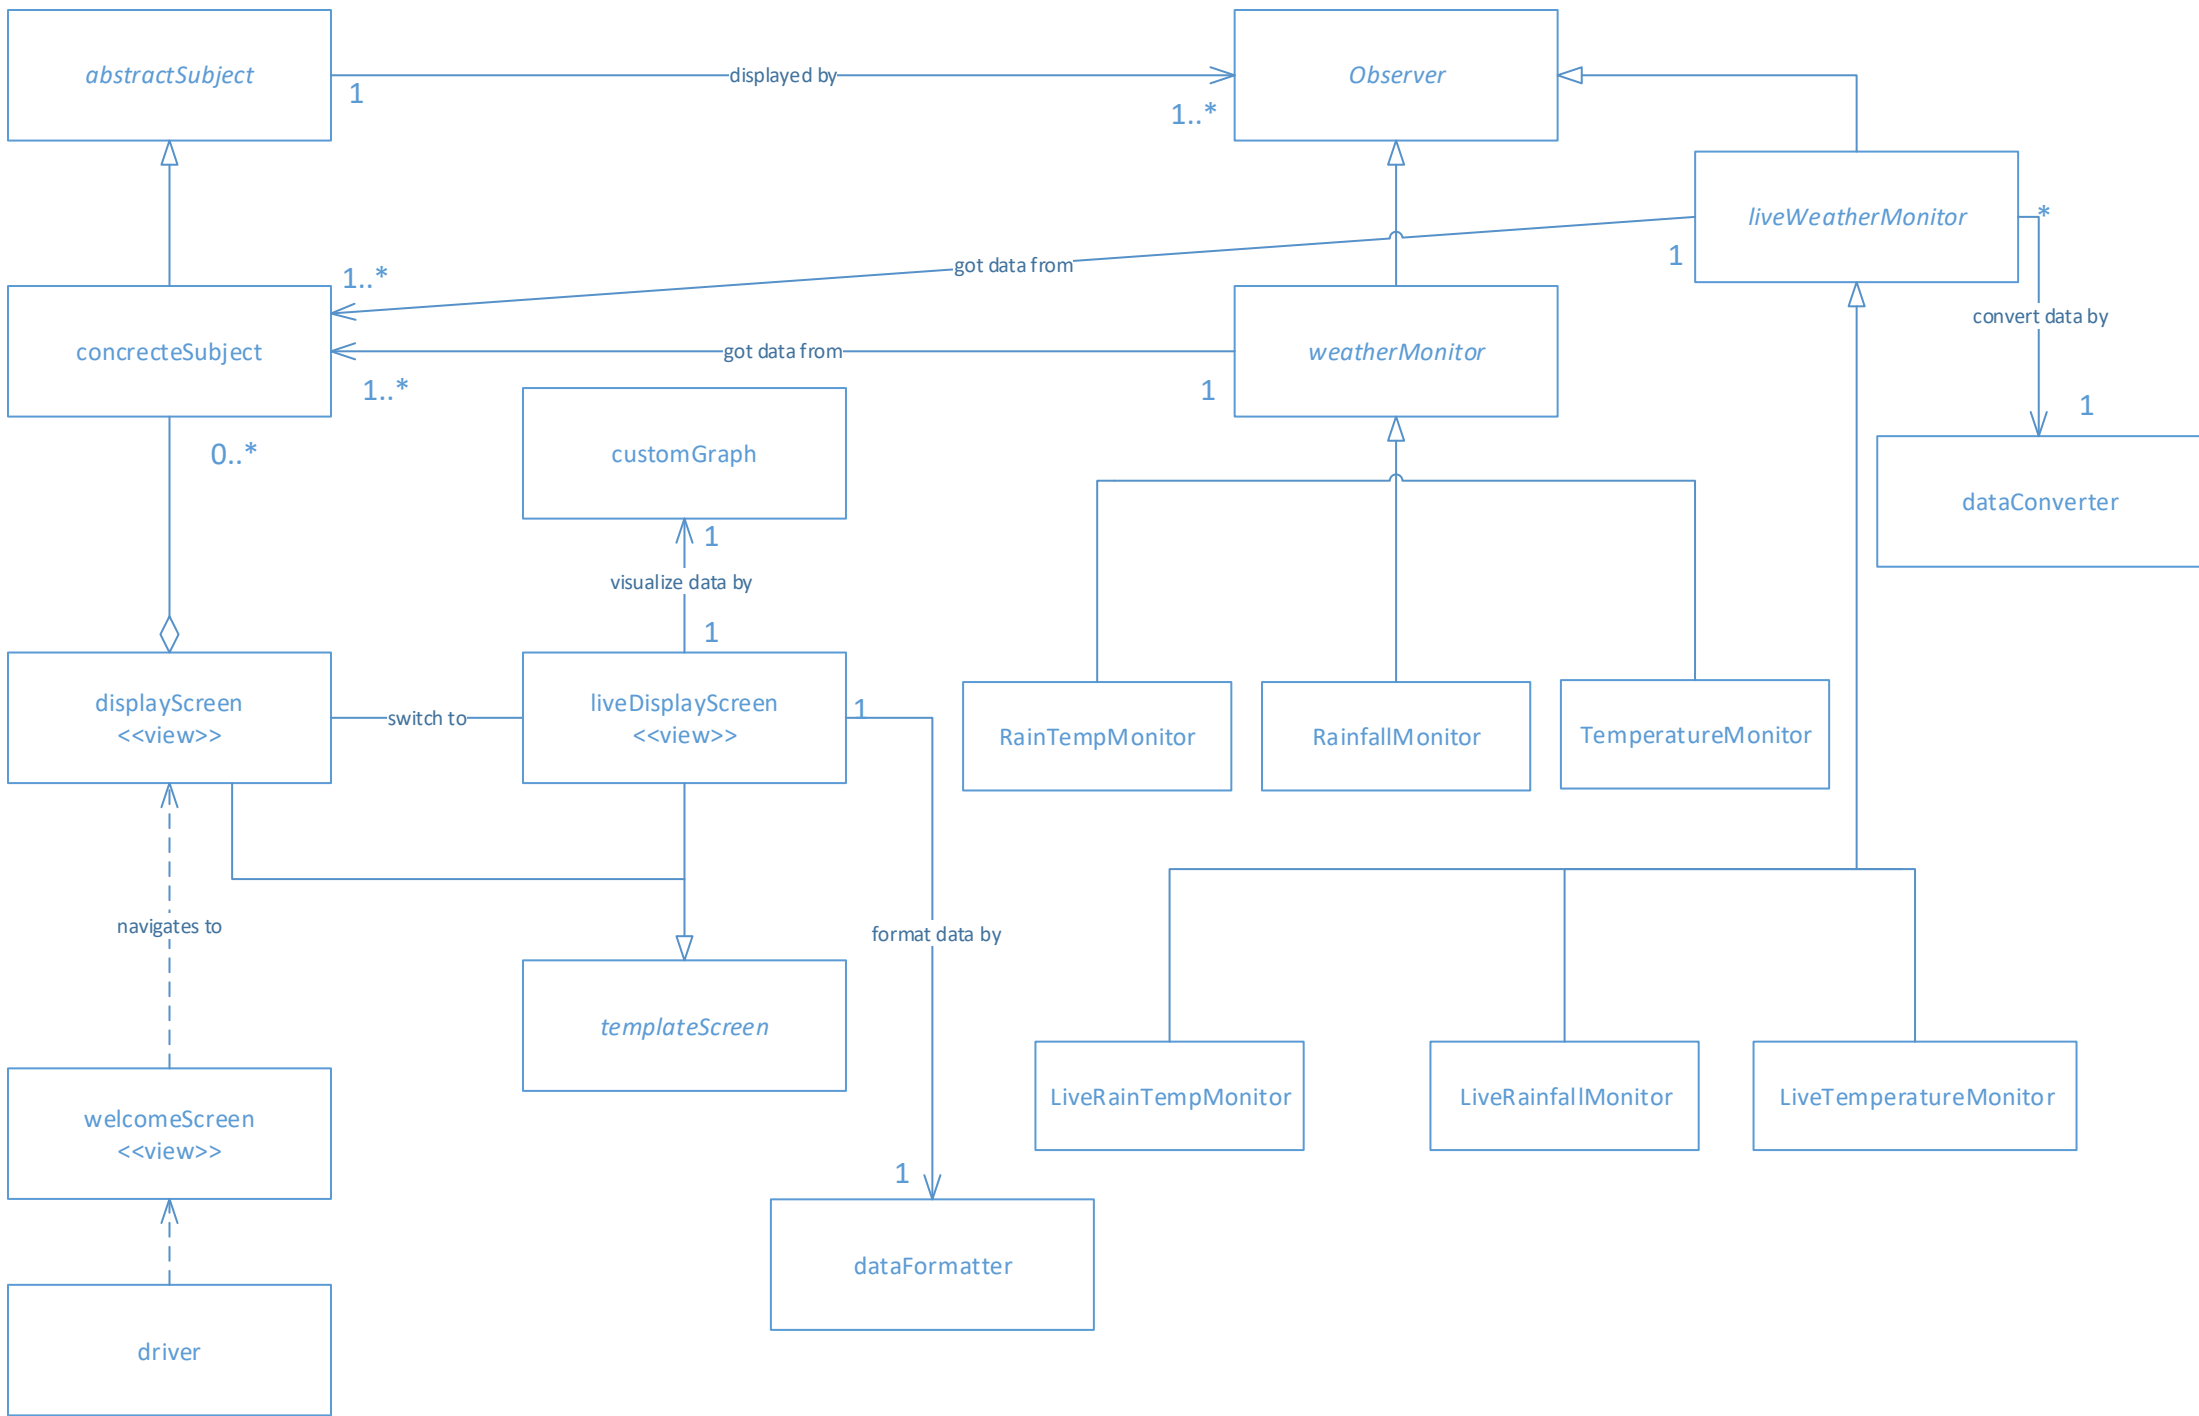 abstractSubject
1
displayed by
1..*
Observer
liveWeatherMonitor
*
1
got data from
1..*
concrecteSubject
got data from
1..*
weatherMonitor
1
convert data by
1
dataConverter
0..*
customGraph
1
visualize data by
1
displayScreen
<<view>>
switch to
liveDisplayScreen
<<view>>
1
RainTempMonitor
RainfallMonitor
TemperatureMonitor
navigates to
format data by
templateScreen
welcomeScreen
<<view>>
LiveRainTempMonitor
LiveRainfallMonitor
LiveTemperatureMonitor
1
dataFormatter
driver